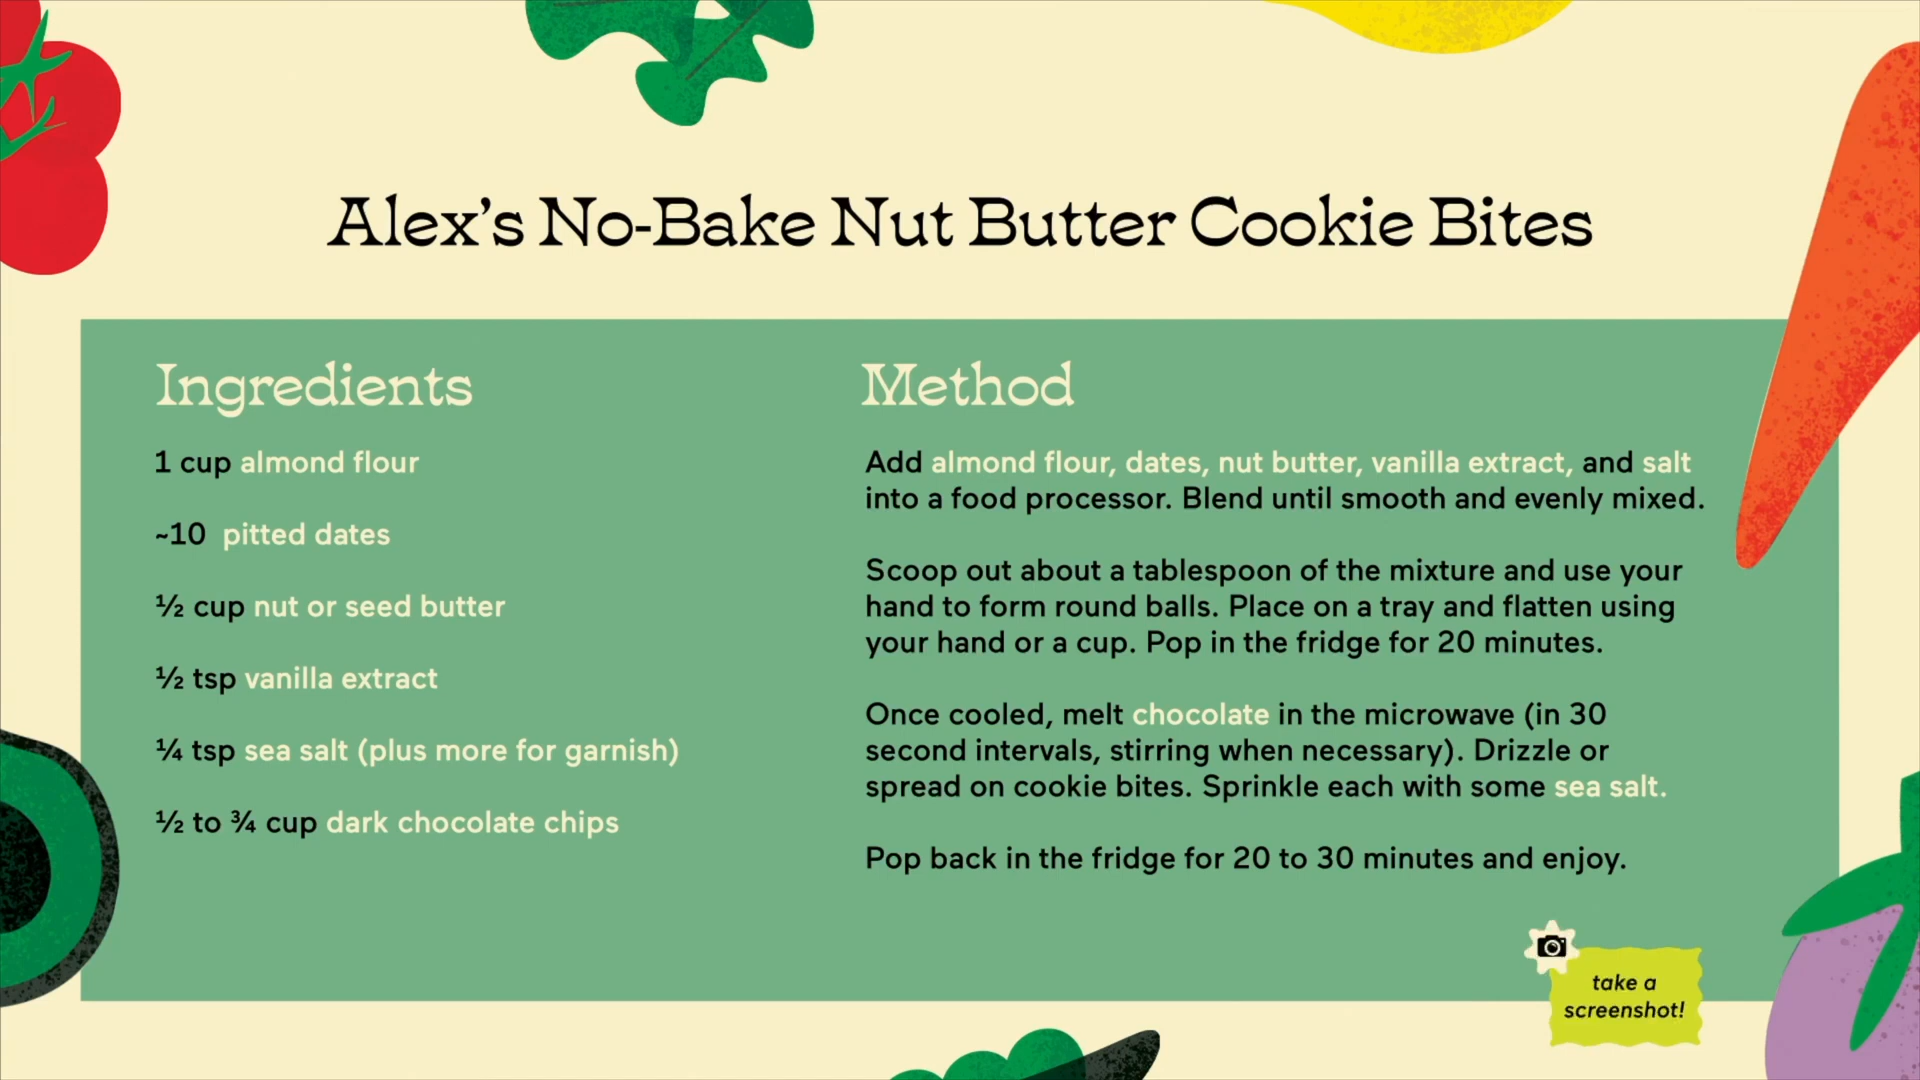 Alex's No-Bake Nut Butter Cookie Bites
Ingredients
1 cup almond flour
~10 pitted dates
½ cup nut or seed butter
½ tsp vanilla extract
¼ tsp sea salt (plus more for garnish)
½ to ¾ cup dark chocolate chips
Method
Add almond flour, dates, nut butter, vanilla extract, and salt
into a food processor. Blend until smooth and evenly mixed.
Scoop out about a tablespoon of the mixture and use your
hand to form round balls. Place on a tray and flatten using
your hand or a cup. Pop in the fridge for 20 minutes.
Once cooled, melt chocolate in the microwave (in 30
second intervals, stirring when necessary). Drizzle or
spread on cookie bites. Sprinkle each with some sea salt.
Pop back in the fridge for 20 to 30 minutes and enjoy.
take a
screenshot!